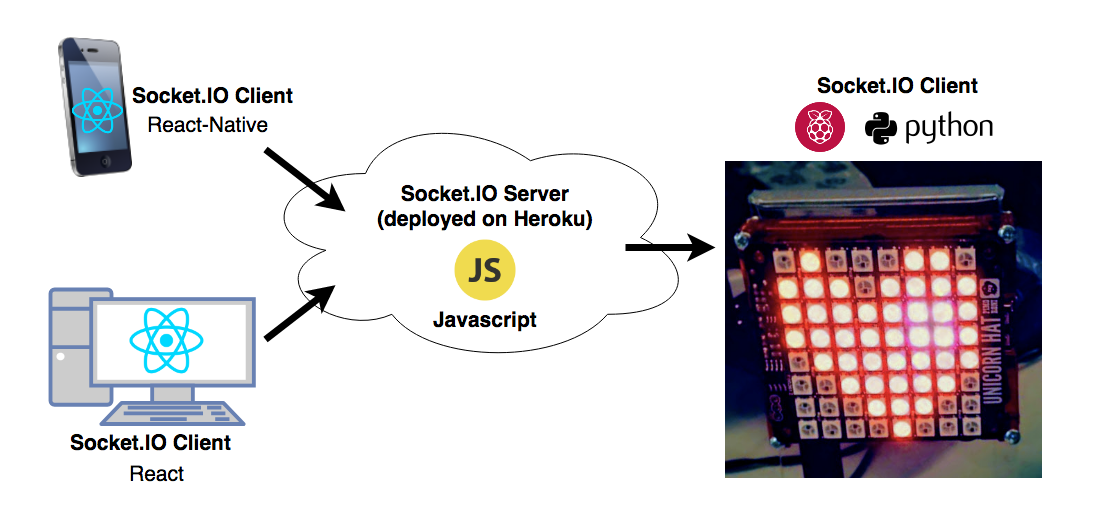 Socket.IO Client
React-Native
Socket.IO Client
React
Socket.IO Server
(deployed on Heroku)
JS
Javascript
Socket.IO Client
python
UNICORN HAT